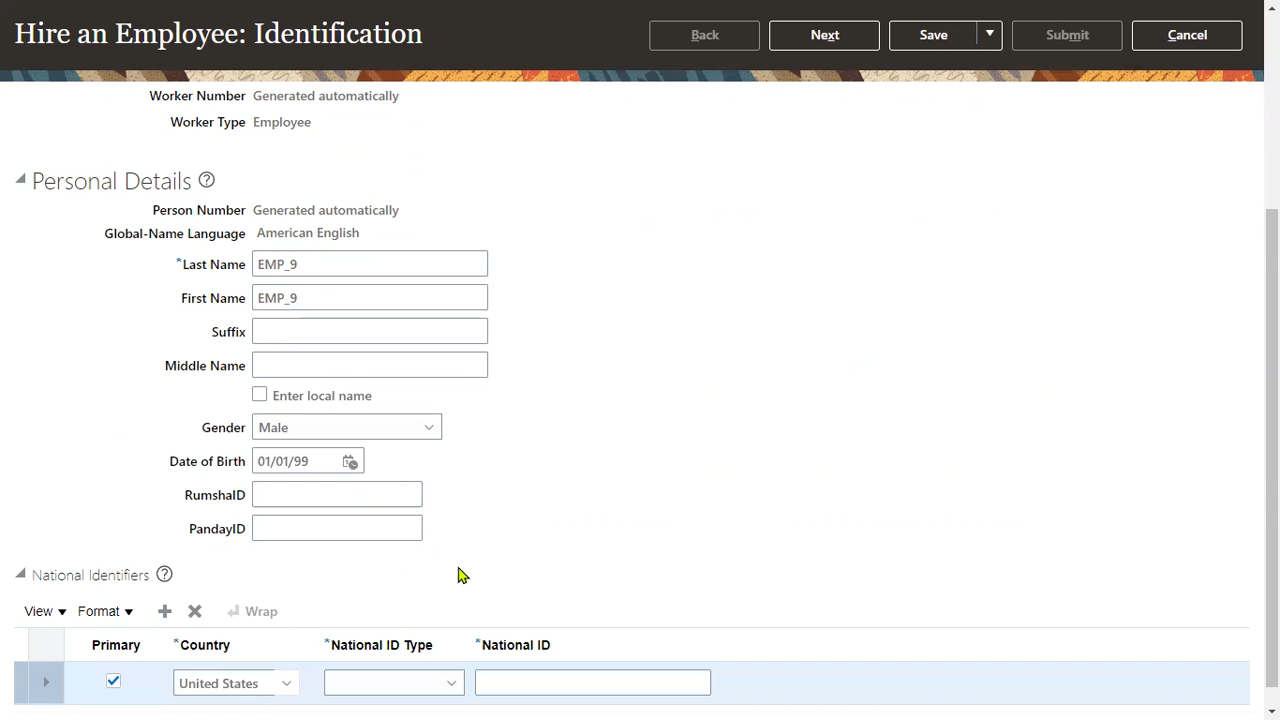 Hire an Employee: Identification
Back
Next
Save
Submit
Cancel
Worker Number Generated automatically
Worker Type Employee
Personal Details
Person Number Generated automatically
Global-Name Language American English
*Last Name EMP_9
First Name EMP_9
Suffix
Middle Name
Enter local name
Gender Male
Date of Birth 01/01/99
RumshaID
PandayID
National Identifiers
View Format Wrap
Primary *Country *National ID Type *National ID
United States